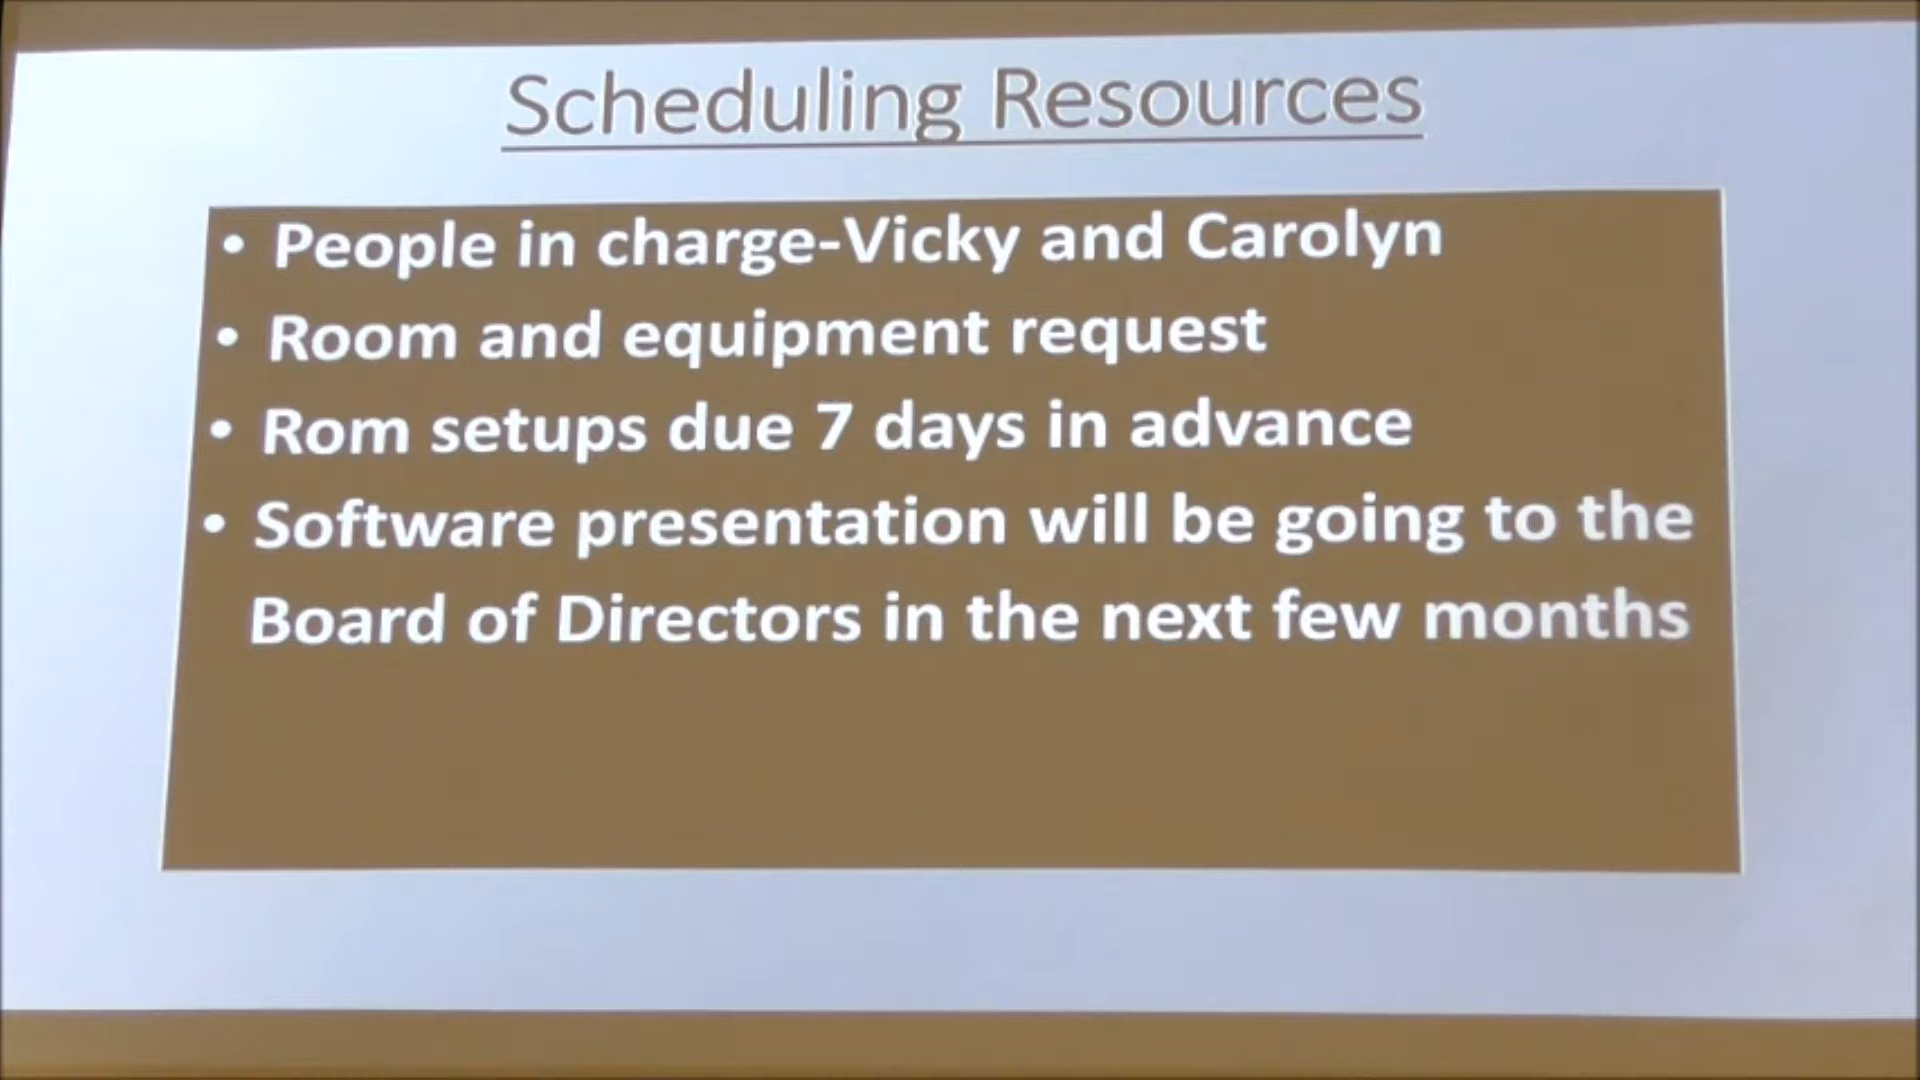 Scheduling Resources
• People in charge-Vicky and Carolyn
• Room and equipment request
• Rom setups due 7 days in advance
• Software presentation will be going to the
Board of Directors in the next few months